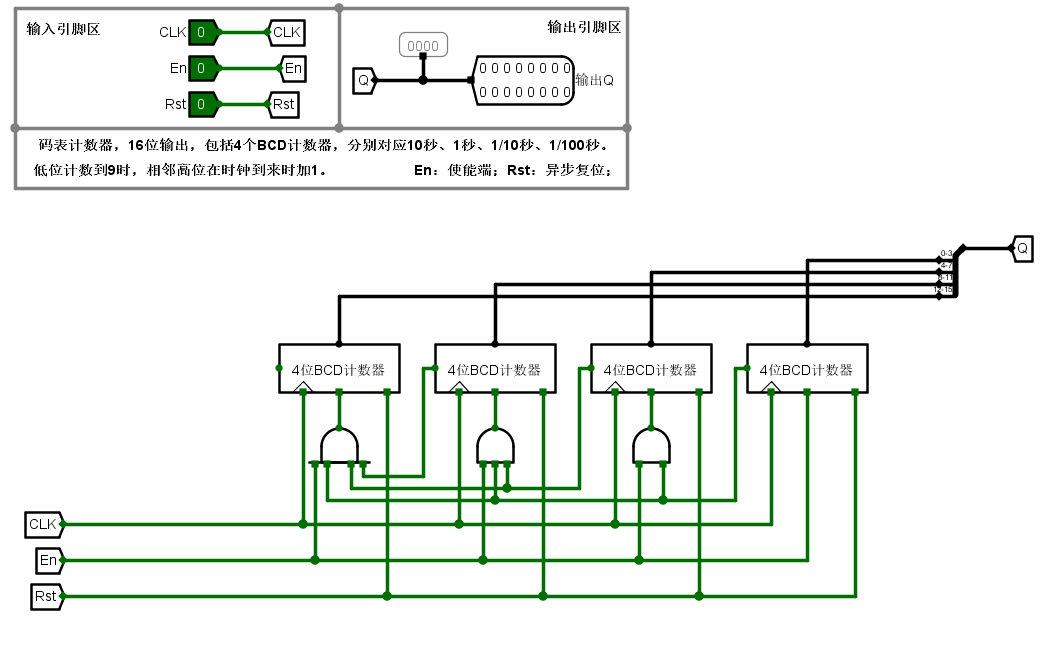 输入引脚区
输出引脚区
CLK 0 CLK
En 0 En
Rst 0 Rst
0000
Q
0 0 0 0 0 0 0 0
0 0 0 0 0 0 0 0
输出Q
码表计数器，16位输出，包括4个BCD计数器，分别对应10秒、1秒、1/10秒、1/100秒。
低位计数到9时，相邻高位在时钟到来时加1。 En：使能端；Rst：异步复位；
0-3
4-7
8-11
12-15
Q
4位BCD计数器 4位BCD计数器 4位BCD计数器 4位BCD计数器
CLK
En
Rst